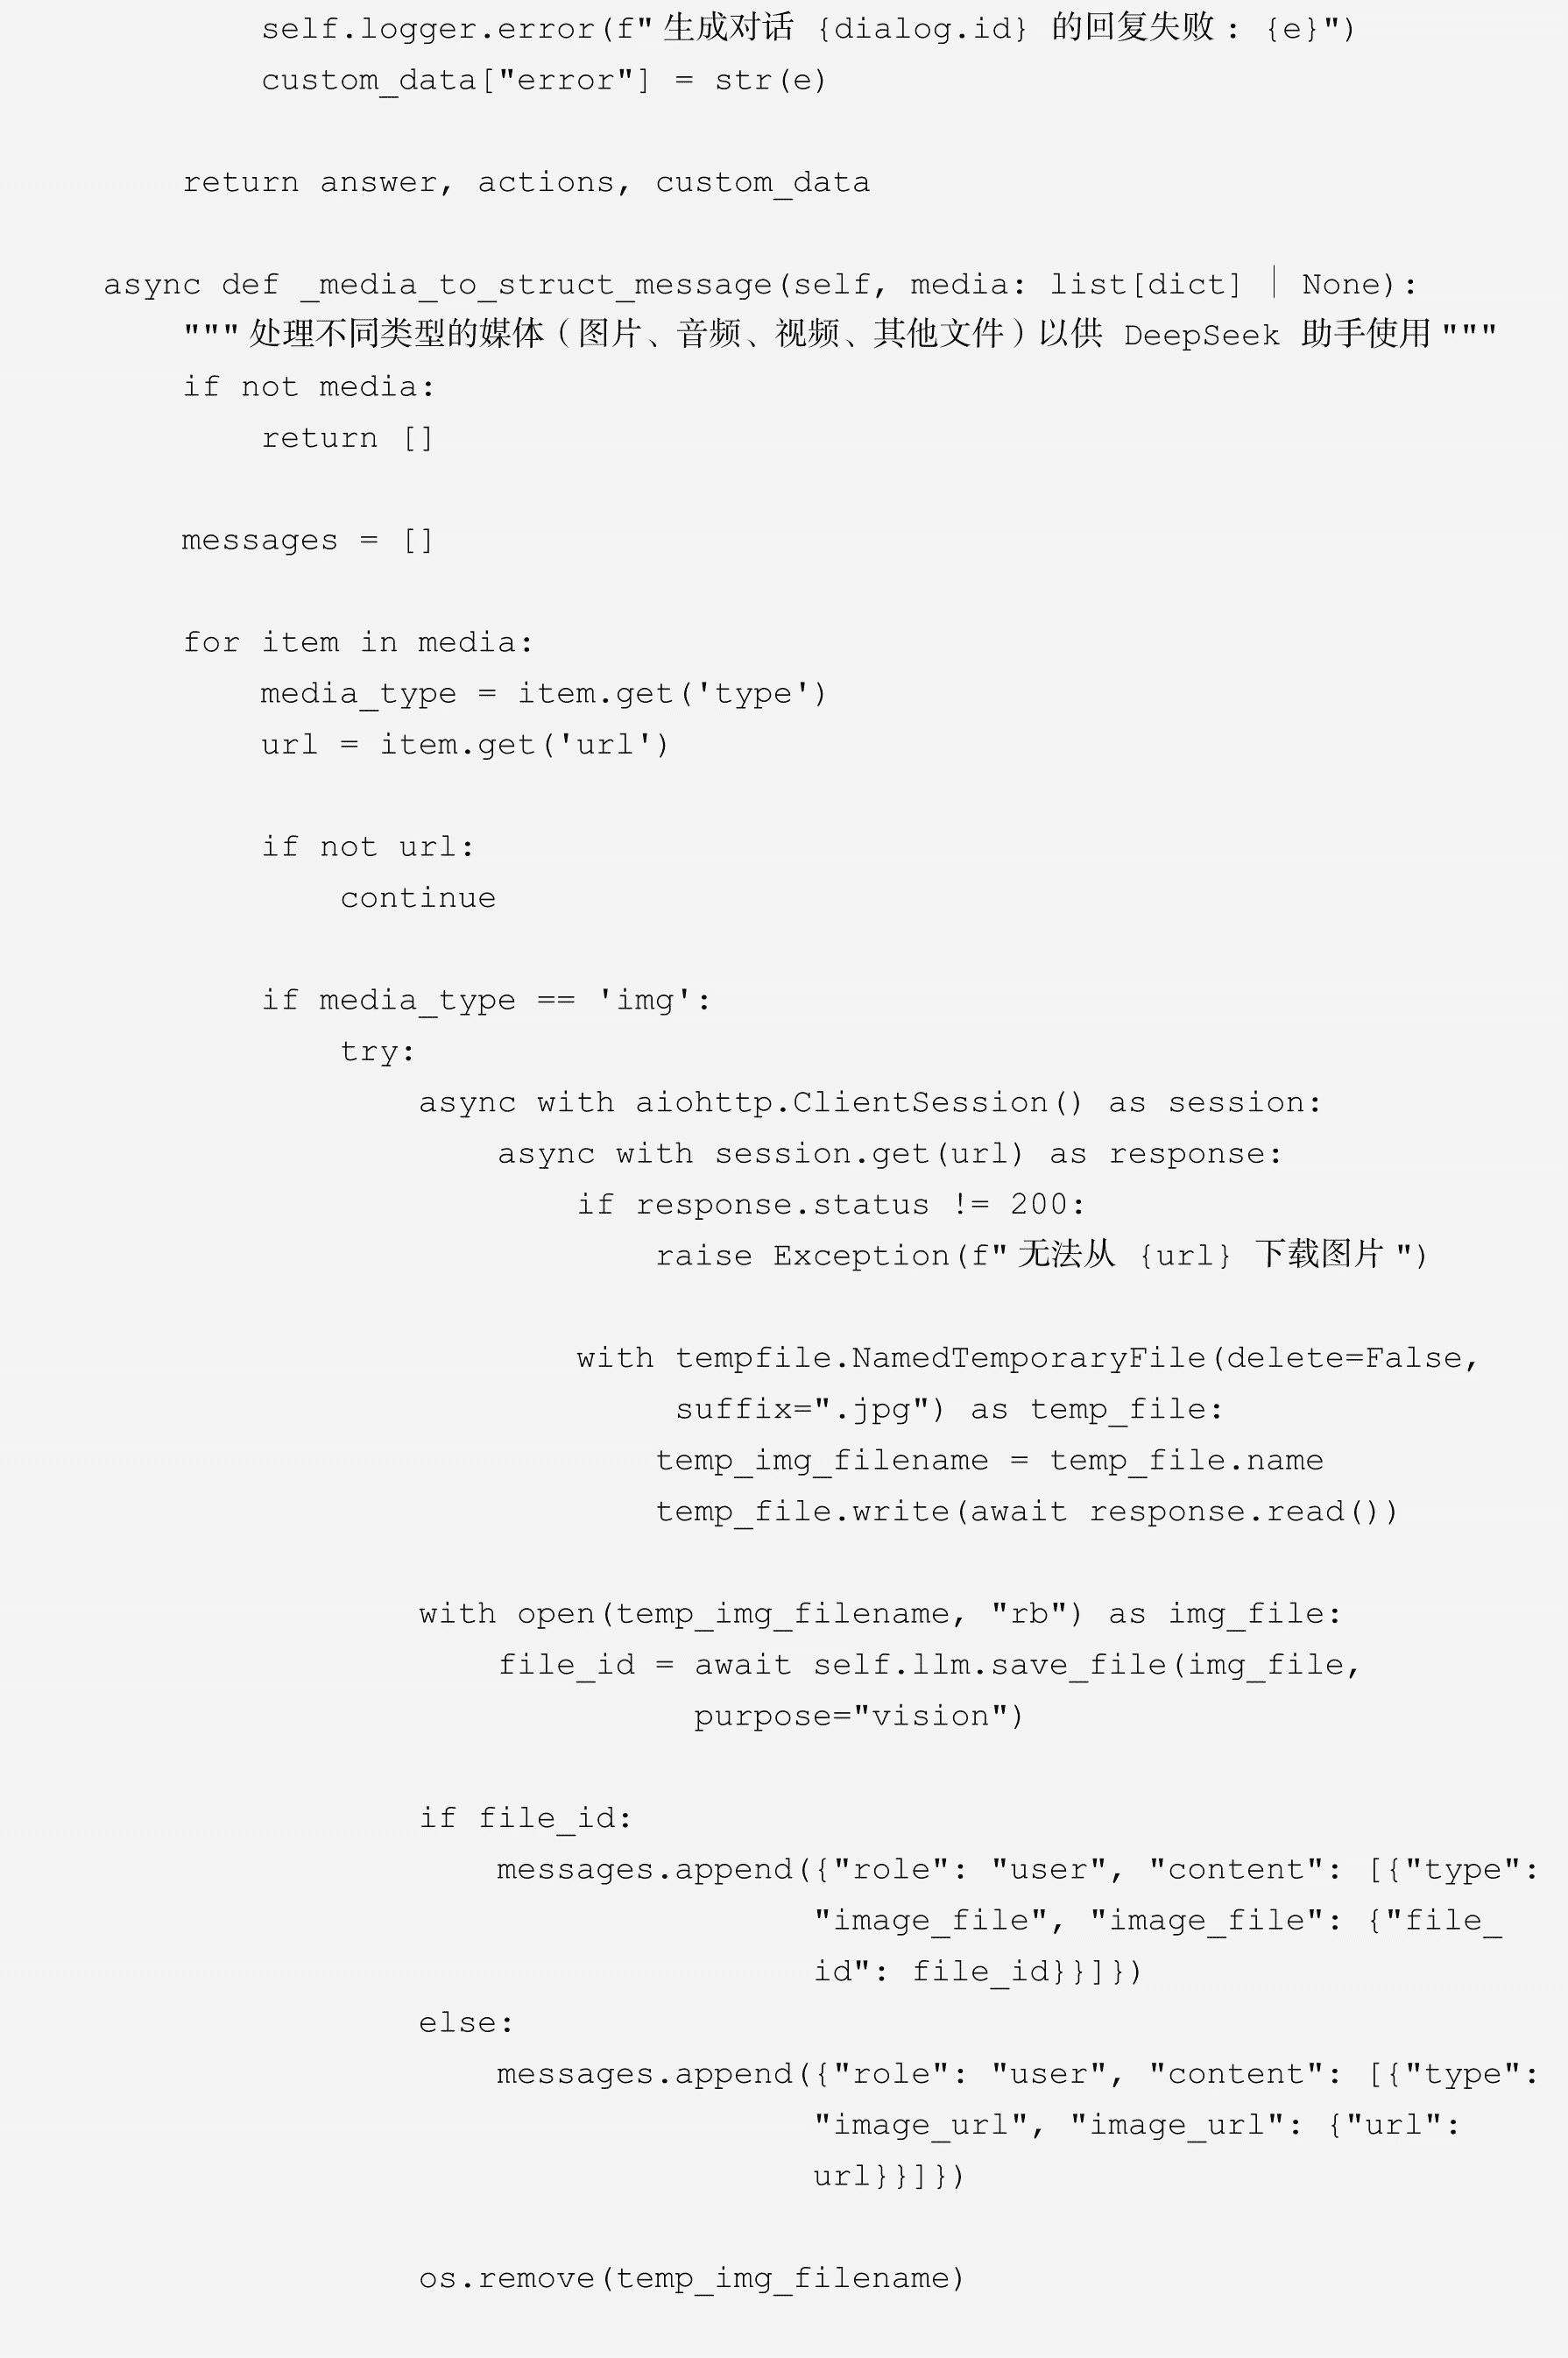 self.logger.error(f"生成对话 {dialog.id} 的回复失败: {e}")
custom_data["error"] = str(e)
return answer, actions, custom_data
async def _media_to_struct_message(self, media: list[dict] | None):
"""处理不同类型的媒体（图片、音频、视频、其他文件）以供 DeepSeek 助手使用"""
if not media:
return []
messages = []
for item in media:
media_type = item.get('type')
url = item.get('url')
if not url:
continue
if media_type == 'img':
try:
async with aiohttp.ClientSession() as session:
async with session.get(url) as response:
if response.status != 200:
raise Exception(f"无法从 {url} 下载图片")
with tempfile.NamedTemporaryFile(delete=False,
suffix=".jpg") as temp_file:
temp_img_filename = temp_file.name
temp_file.write(await response.read())
with open(temp_img_filename, "rb") as img_file:
file_id = await self.llm.save_file(img_file,
purpose="vision")
if file_id:
messages.append({"role": "user", "content": [{"type":
"image_file", "image_file": {"file_
id": file_id}}]})
else:
messages.append({"role": "user", "content": [{"type":
"image_url", "image_url": {"url":
url}}]})
os.remove(temp_img_filename)